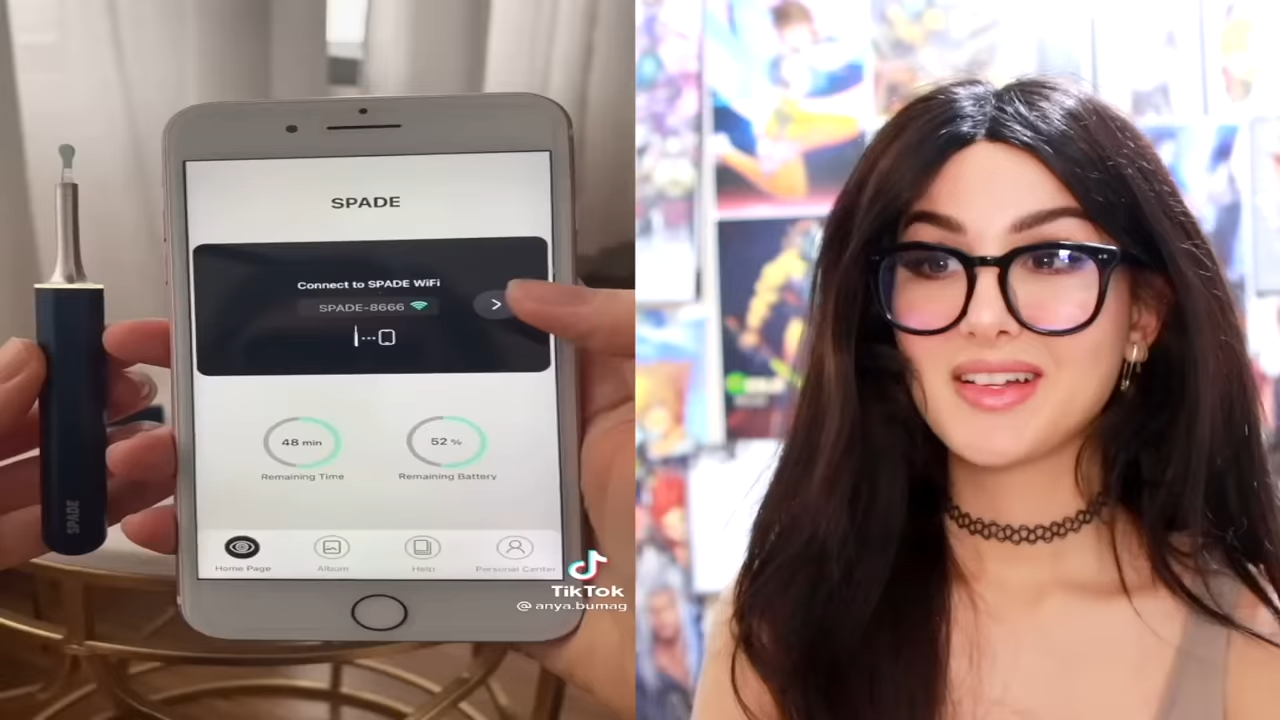 SPADE
Connect to SPADE WiFi
SPADE-8666
48 min
52 %
Remaining Time
Remaining Battery
Home Page
Album
Help
Personal Center
SPADE
TikTok
@anya.bumag